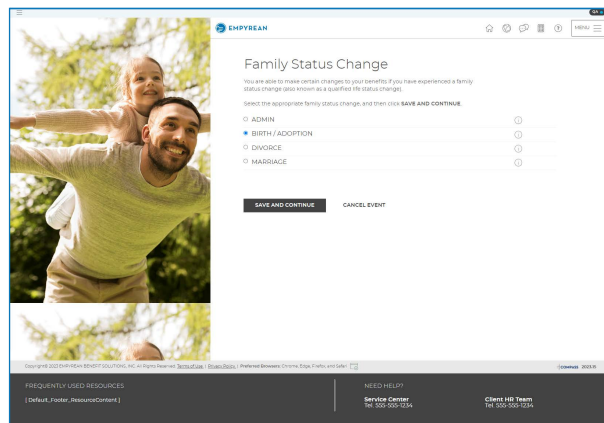 QA
EMPYREAN
MENU
Family Status Change
You are able to make certain changes to your benefits if you have experienced a family
status change (also known as a qualified life status change).
Select the appropriate family status change, and then click SAVE AND CONTINUE.
ADMIN
BIRTH / ADOPTION
DIVORCE
MARRIAGE
SAVE AND CONTINUE CANCEL EVENT
Copyright© 2023 EMPYREAN BENEFIT SOLUTIONS, INC. All Rights Reserved. Terms of Use | Privacy Policy | Preferred Browsers: Chrome, Edge, Firefox, and Safari
COMPASS 2023.15
FREQUENTLY USED RESOURCES
[ Default_Footer_ResourceContent ]
NEED HELP?
Service Center
Tel. 555-555-1234
Client HR Team
Tel. 555-555-1234